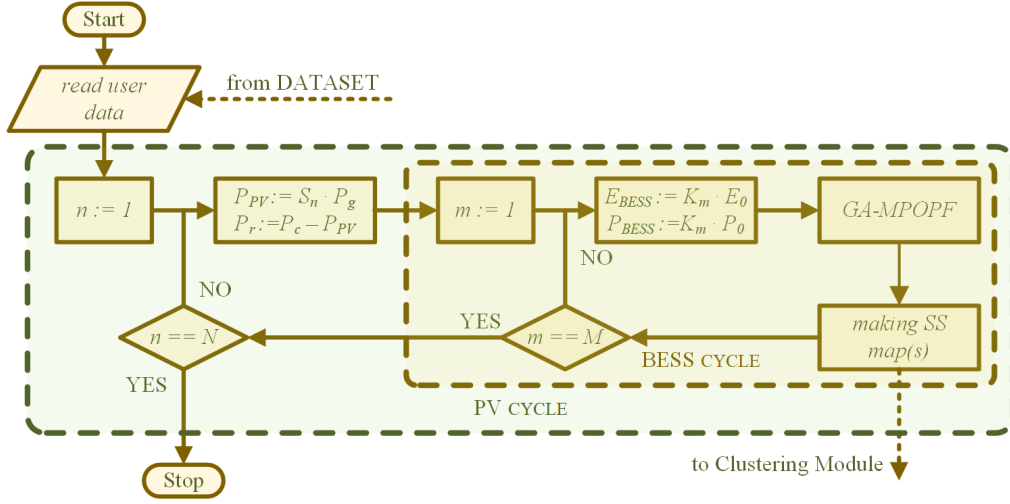 Start
read user
data
from DATASET
n := 1
P_PV := S_n · P_g
P_r :=P_c – P_PV
m := 1
E_BESS := K_m · E_0
P_BESS :=K_m · P_0
GA-MPOPF
NO
NO
n == N
YES
m == M
making SS
map(s)
BESS CYCLE
YES
PV CYCLE
to Clustering Module
Stop